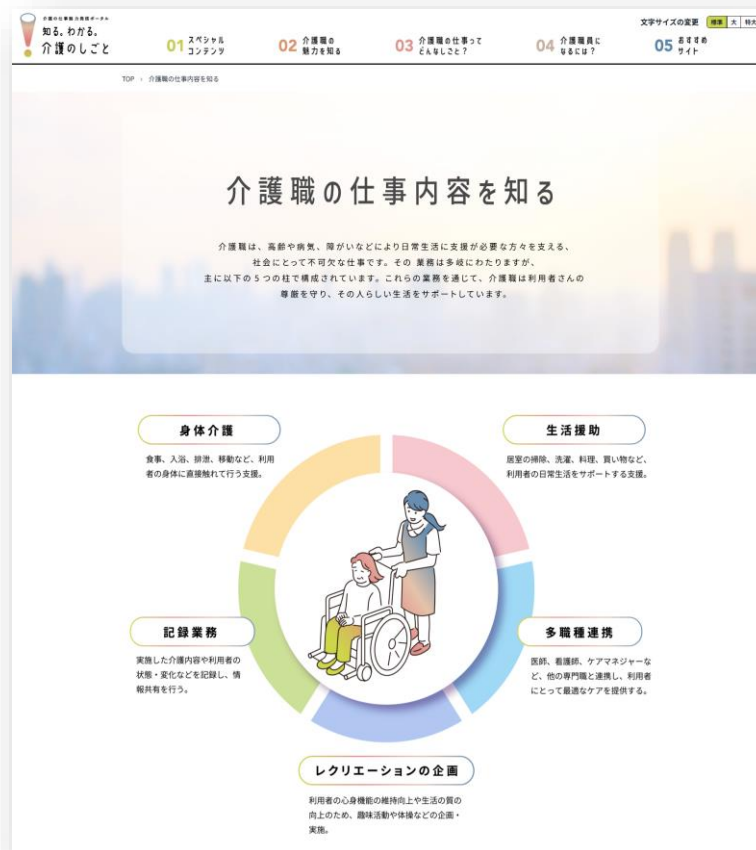 介護の仕事魅力発信ポータル
知る。わかる。
介護のしごと
01 スペシャル
コンテンツ
02 介護職の
魅力を知る
03 介護職の仕事って
どんなしごと?
04 介護職員に
なるには?
05 おすすめ
サイト
文字サイズの変更 標準 大 特大
TOP › 介護職の仕事内容を知る
介護職の仕事内容を知る
介護職は、高齢や病気、障がいなどにより日常生活に支援が必要な方々を支える、
社会にとって不可欠な仕事です。その 業務は多岐にわたりますが、
主に以下の5つの柱で構成されています。これらの業務を通じて、介護職は利用者さんの
尊厳を守り、その人らしい生活をサポートしています。
身体介護
食事、入浴、排泄、移動など、利用
者の身体に直接触れて行う支援。
生活援助
居室の掃除、洗濯、料理、買い物など、
利用者の日常生活をサポートする支援。
記録業務
実施した介護内容や利用者の
状態・変化などを記録し、情
報共有を行う。
多職種連携
医師、看護師、ケアマネジャーな
ど、他の専門職と連携し、利用者
にとって最適なケアを提供する。
レクリエーションの企画
利用者の心身機能の維持向上や生活の質の
向上のため、趣味活動や体操などの企画・
実施。